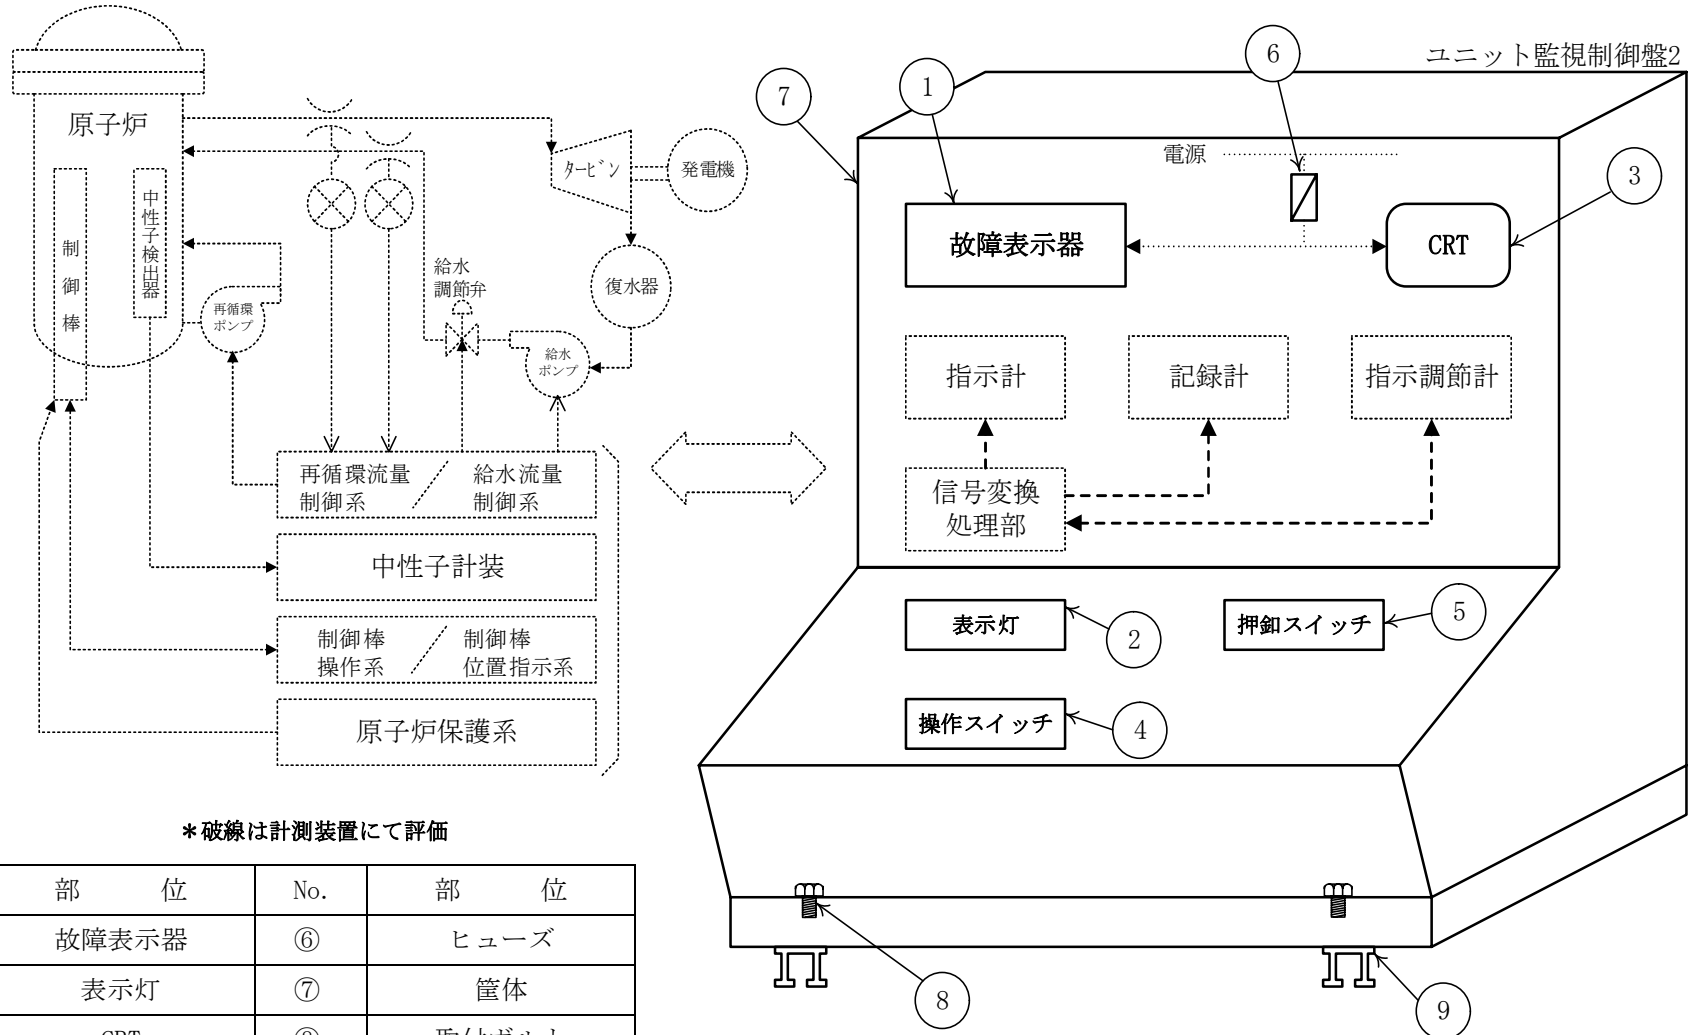 ユニット監視制御盤2
⑥
①
⑦
原子炉
電源
③
タービン
発電機
中性子検出器
故障表示器
CRT
制御棒
給水
調節弁
復水器
再循環
ポンプ
給水
ポンプ
指示計
記録計
指示調節計
再循環流量
制御系
／
給水流量
制御系
信号変換
処理部
中性子計装
表示灯
②
押釦スイッチ
⑤
制御棒
操作系
／
制御棒
位置指示系
操作スイッチ
④
原子炉保護系
*破線は計測装置にて評価
部 位 No. 部 位
故障表示器 ⑥ ヒューズ
表示灯 ⑦ 筐体
⑧
⑨